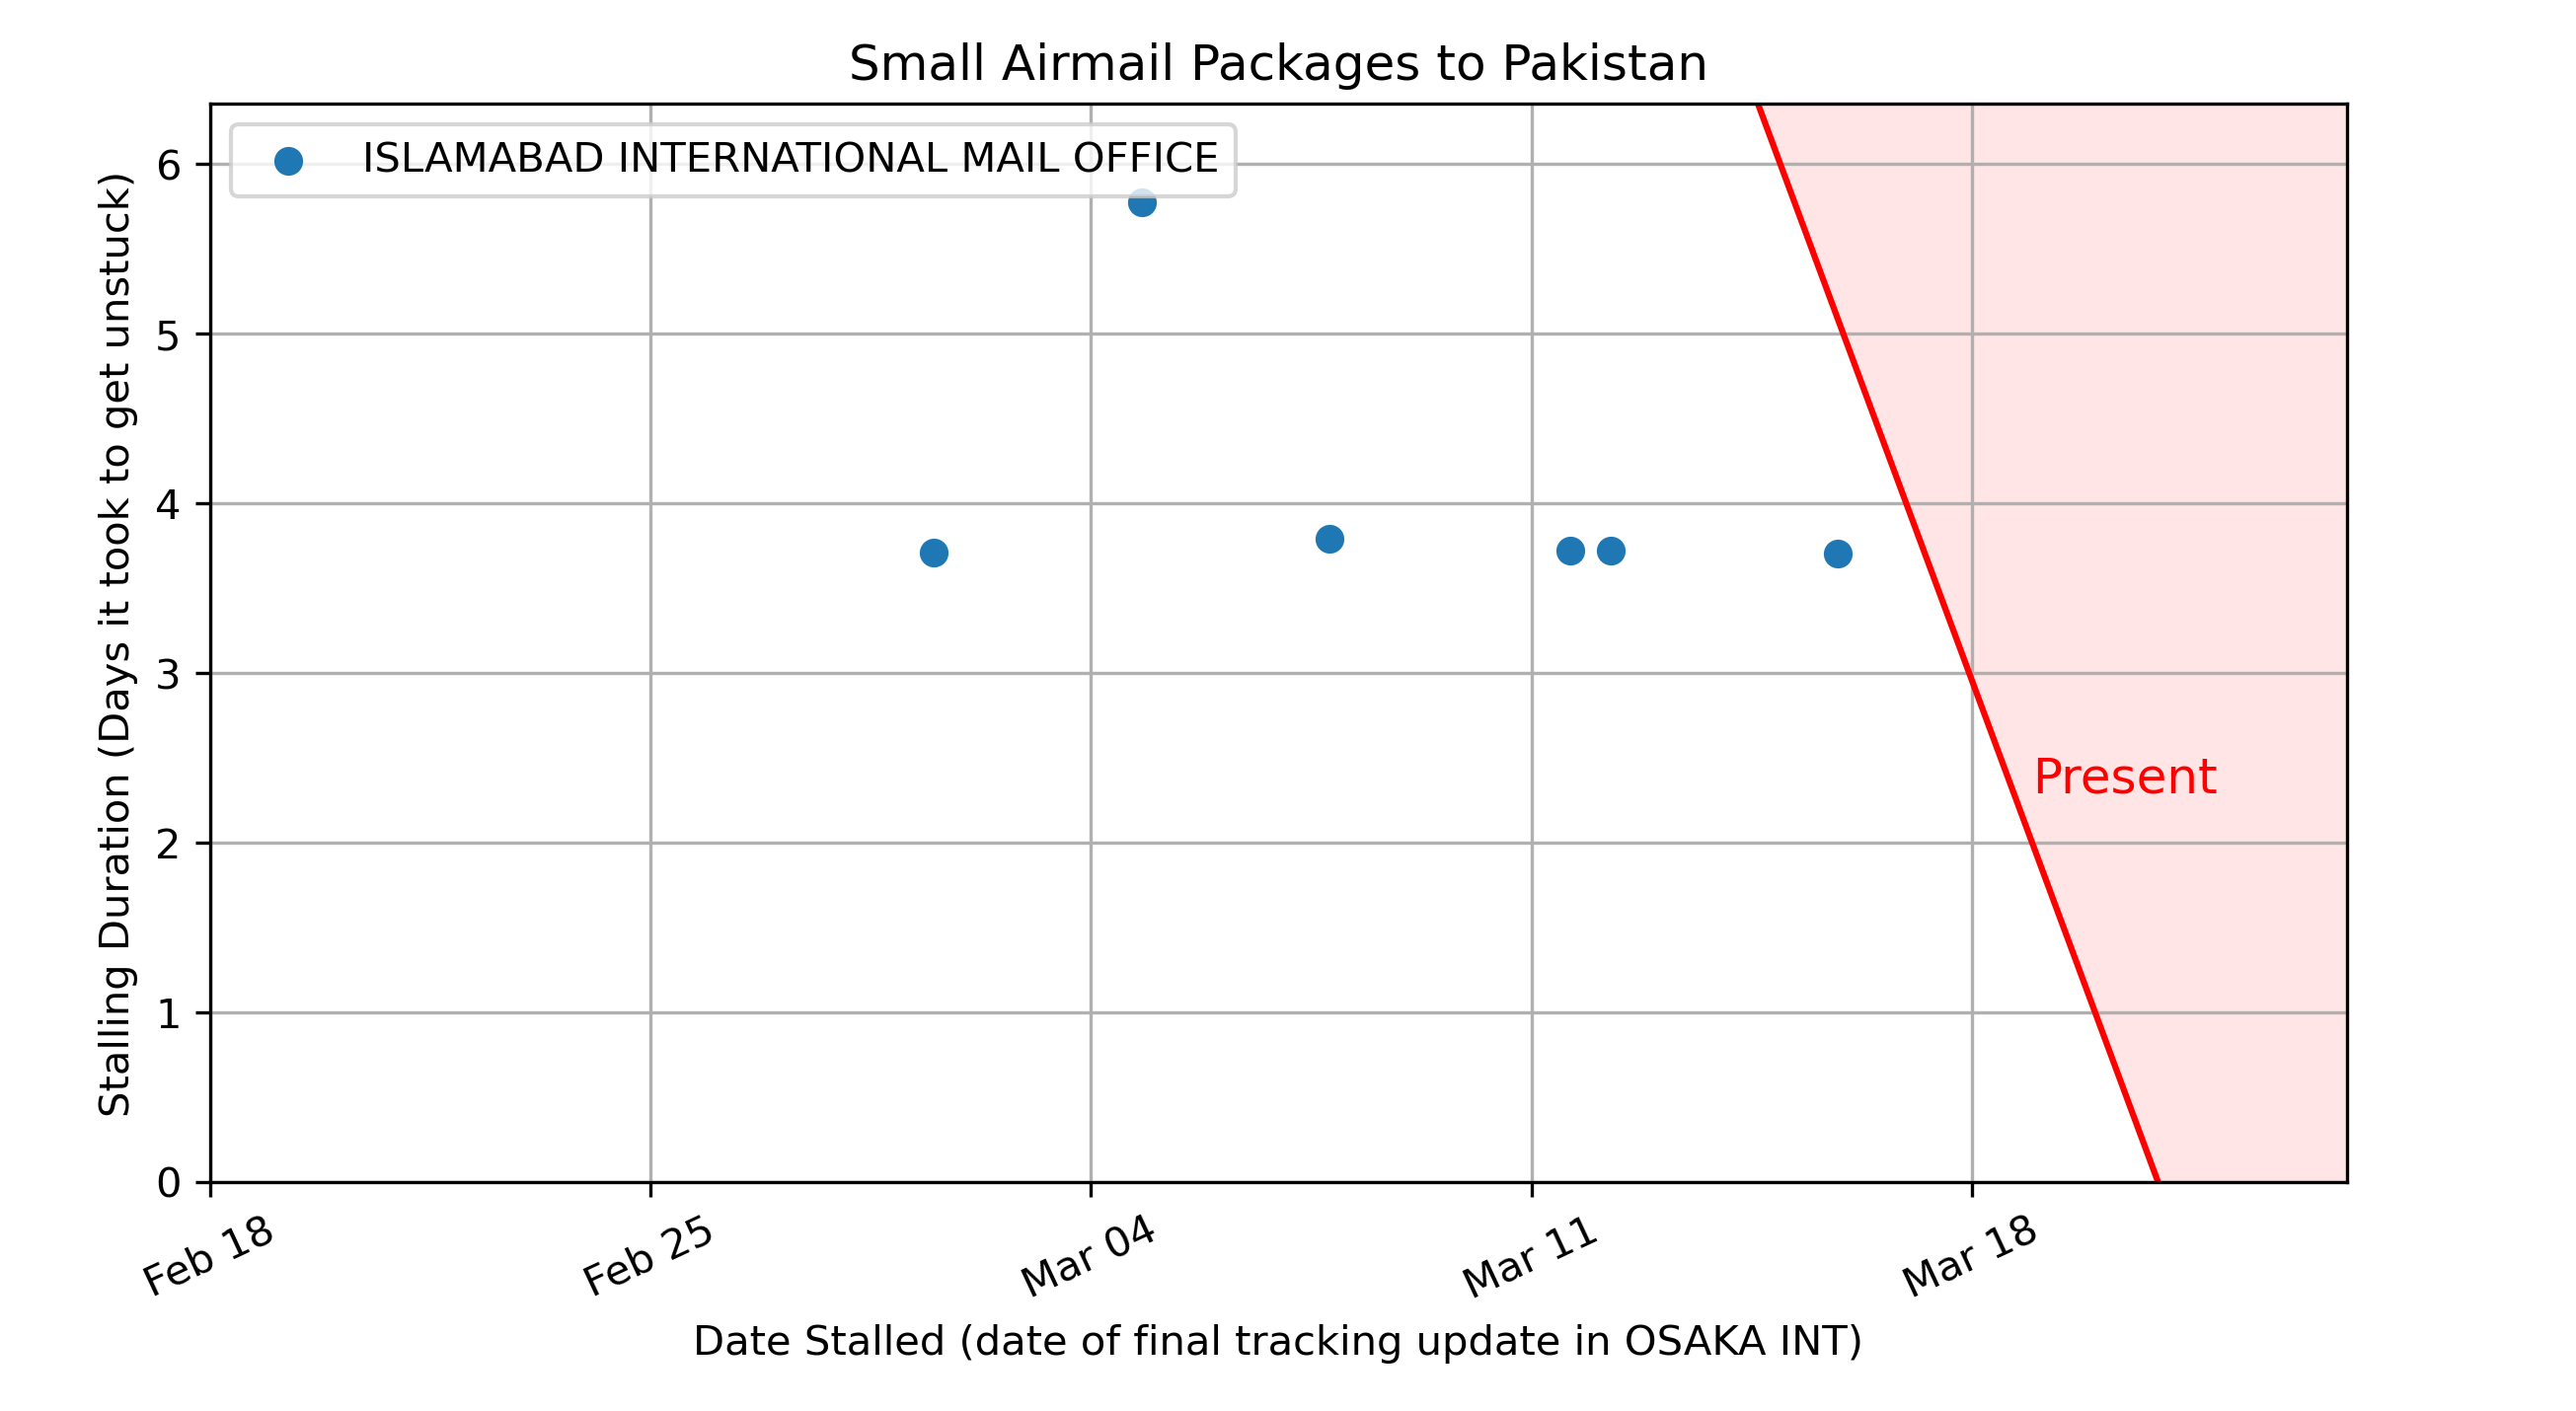 Small Airmail Packages to Pakistan
ISLAMABAD INTERNATIONAL MAIL OFFICE
Stalling Duration (Days it took to get unstuck)
6
5
4
3
2
1
0
Present
Feb 18
Feb 25
Mar 04
Mar 11
Mar 18
Date Stalled (date of final tracking update in OSAKA INT)